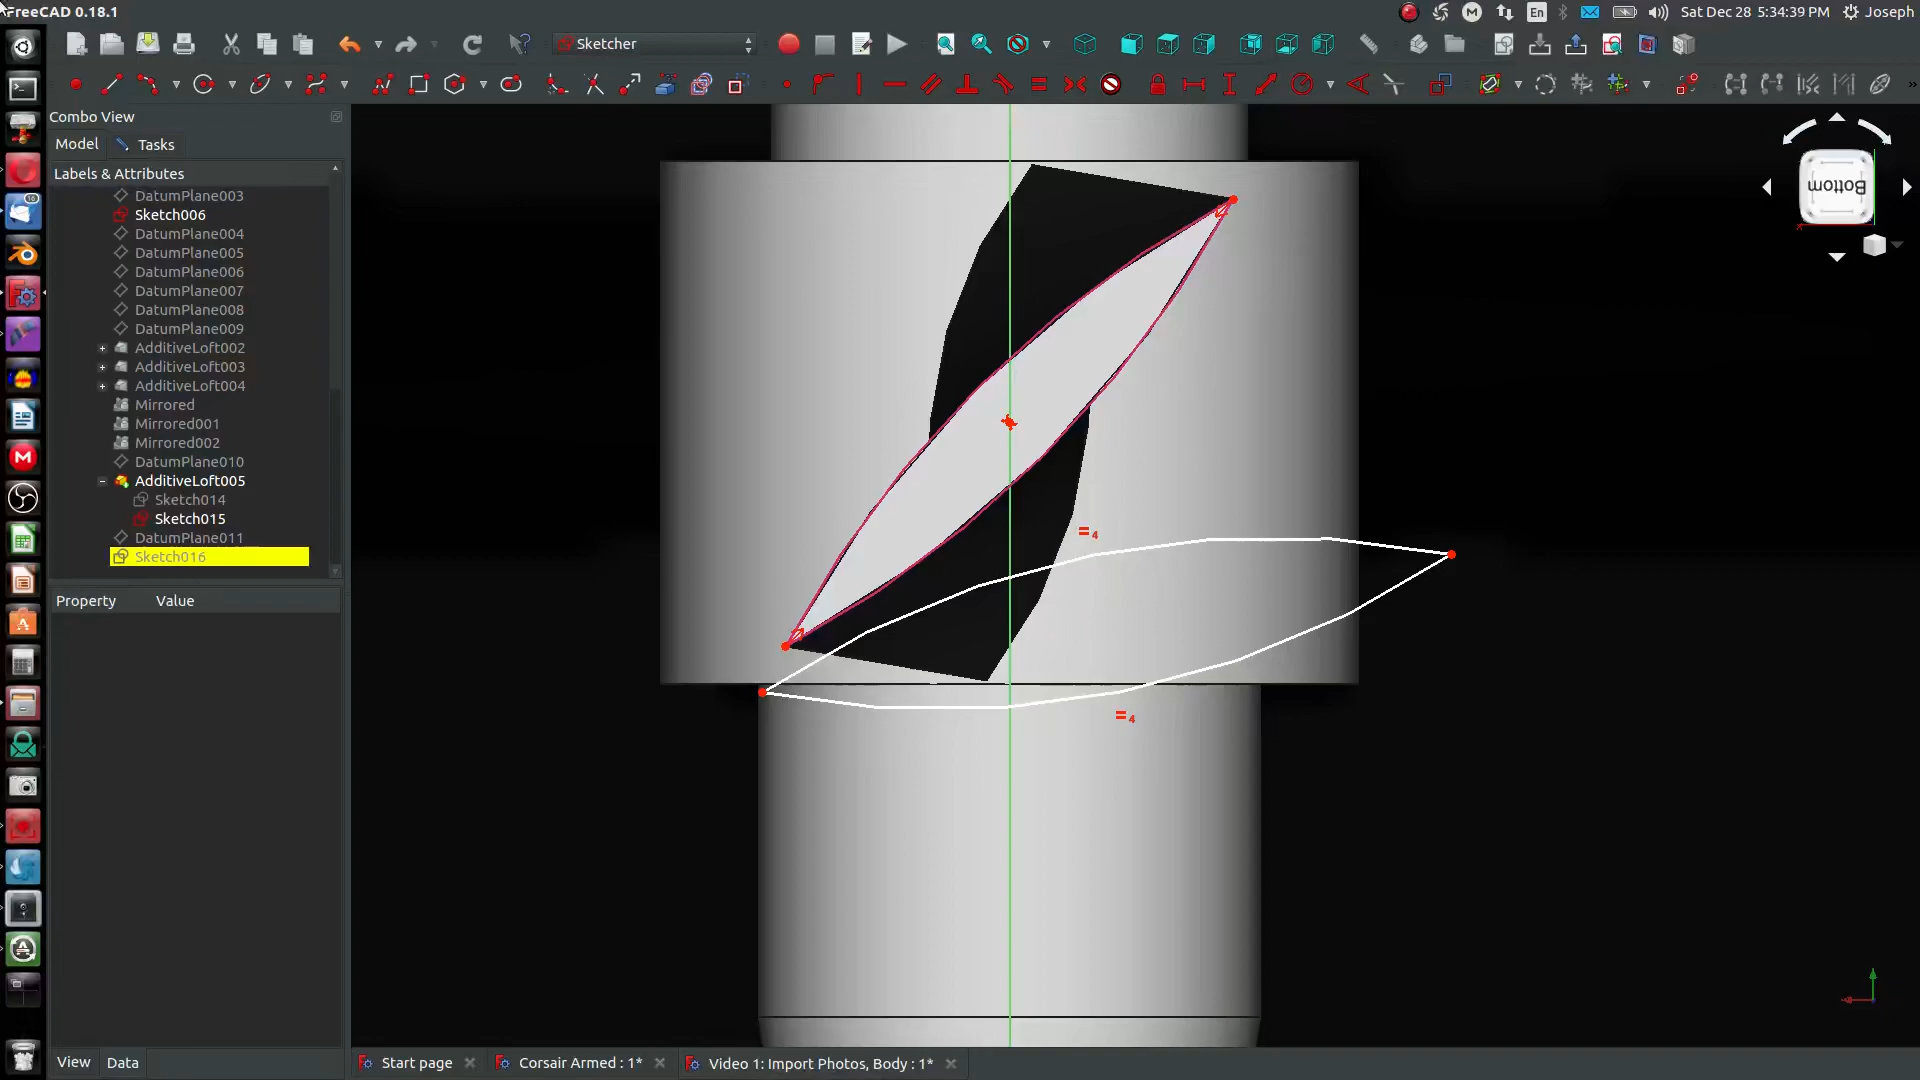 FreeCAD 0.18.1
En
Sat Dec 28 5:34:39 PM
Joseph
Sketcher
Combo View
Model
Tasks
Labels & Attributes
DatumPlane003
Sketch006
DatumPlane004
DatumPlane005
DatumPlane006
DatumPlane007
DatumPlane008
DatumPlane009
AdditiveLoft002
AdditiveLoft003
AdditiveLoft004
Mirrored
Mirrored001
Mirrored002
DatumPlane010
AdditiveLoft005
Sketch014
Sketch015
DatumPlane011
Sketch016
Property
Value
Bottom
4
4
View
Data
Start page
Corsair Armed : 1*
Video 1: Import Photos, Body : 1*